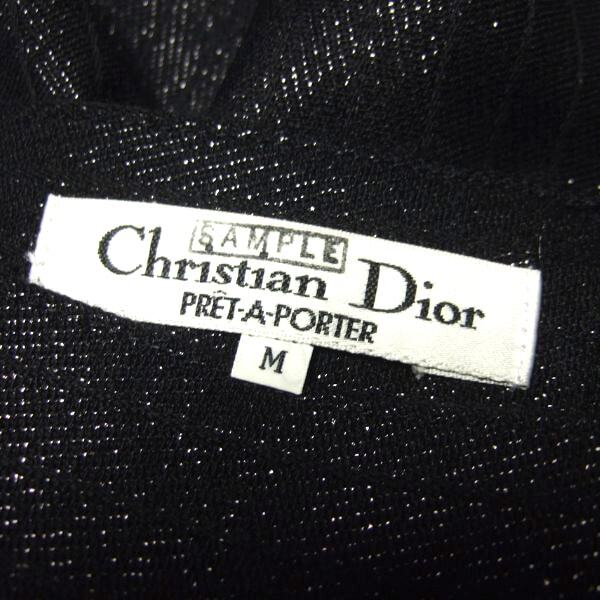 SAMPLE
Christian Dior
PRÊT-A-PORTER
M